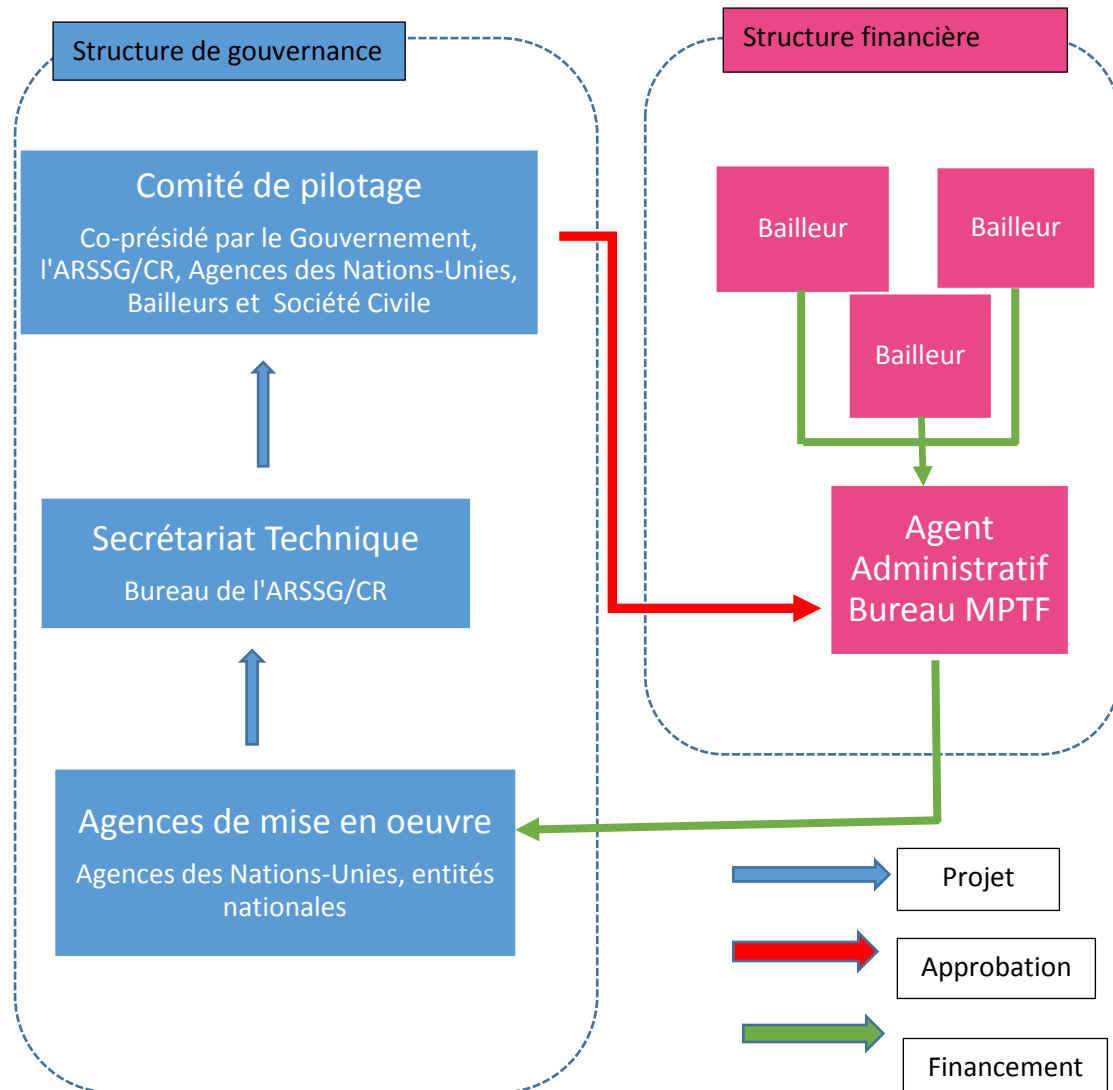 Structure de gouvernance
Structure financière
Comité de pilotage
Co-présidé par le Gouvernement,
l'ARSSG/CR, Agences des Nations-Unies,
Bailleurs et Société Civile
Bailleur
Bailleur
Bailleur
Secrétariat Technique
Bureau de l'ARSSG/CR
Agent
Administratif
Bureau MPTF
Agences de mise en oeuvre
Agences des Nations-Unies, entités
nationales
Projet
Approbation
Financement